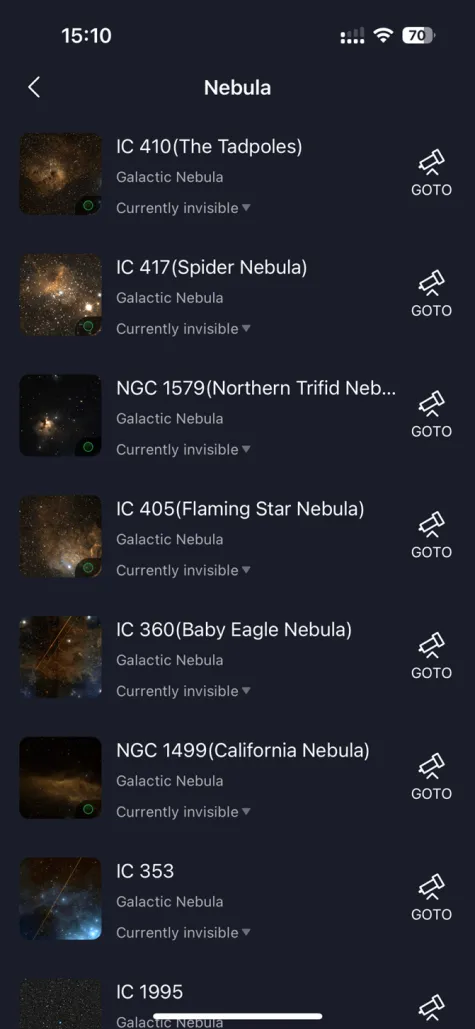 15:10
70
Nebula
IC 410(The Tadpoles)
Galactic Nebula
Currently invisible
GOTO
IC 417(Spider Nebula)
Galactic Nebula
Currently invisible
GOTO
NGC 1579(Northern Trifid Neb...
Galactic Nebula
Currently invisible
GOTO
IC 405(Flaming Star Nebula)
Galactic Nebula
Currently invisible
GOTO
IC 360(Baby Eagle Nebula)
Galactic Nebula
Currently invisible
GOTO
NGC 1499(California Nebula)
Galactic Nebula
Currently invisible
GOTO
IC 353
Galactic Nebula
Currently invisible
GOTO
IC 1995
Galactic Nebula